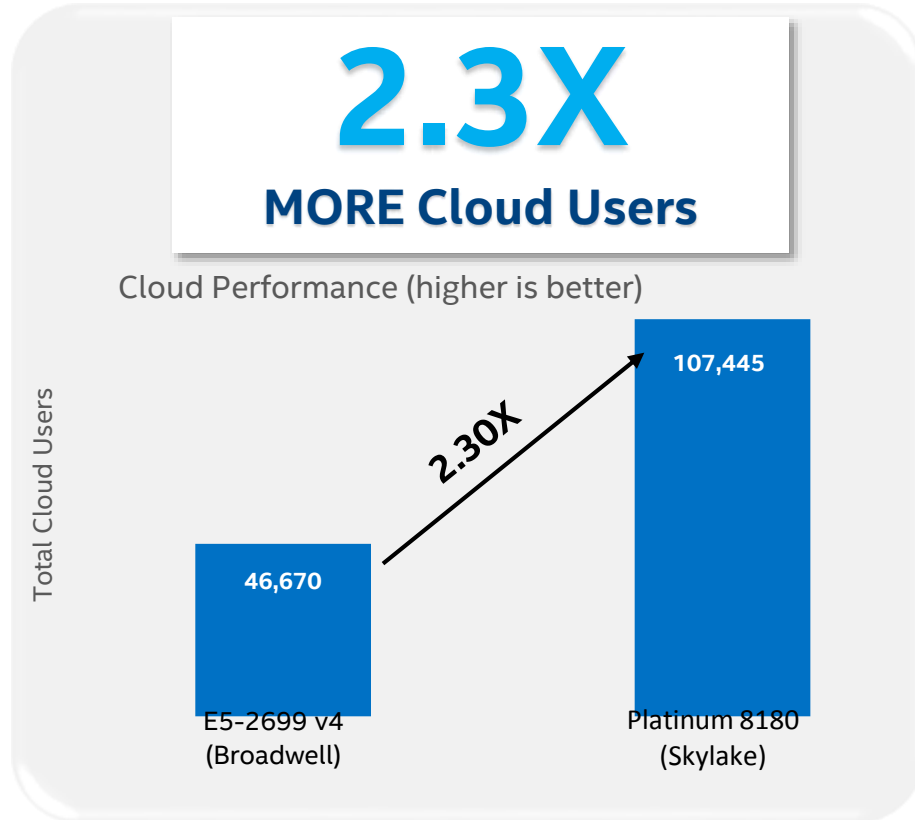 2.3X
MORE Cloud Users
Cloud Performance (higher is better)
Total Cloud Users
107,445
2.30X
46,670
E5-2699 v4
(Broadwell)
Platinum 8180
(Skylake)